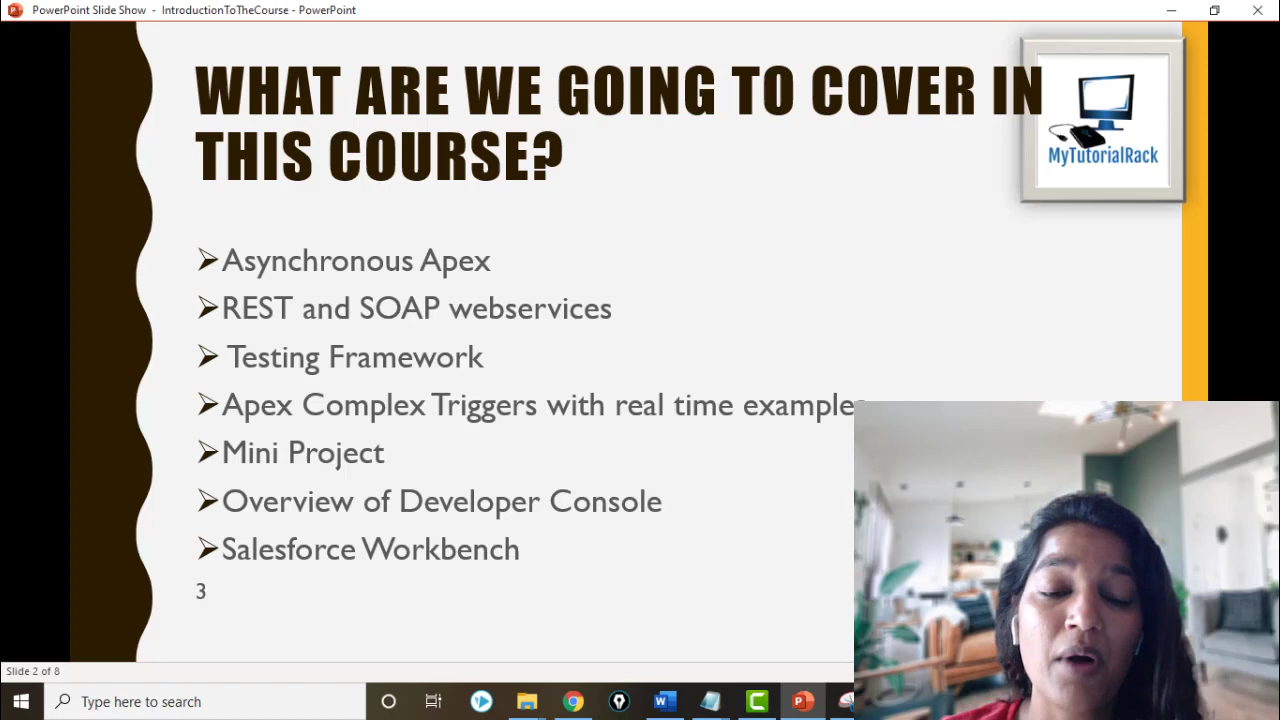 PowerPoint Slide Show - IntroductionToTheCourse - PowerPoint
WHAT ARE WE GOING TO COVER IN
THIS COURSE?
MyTutorialRack
Asynchronous Apex
REST and SOAP webservices
Testing Framework
Apex Complex Triggers with real time examples
Mini Project
Overview of Developer Console
Salesforce Workbench
3
Slide 2 of 8
Type here to search